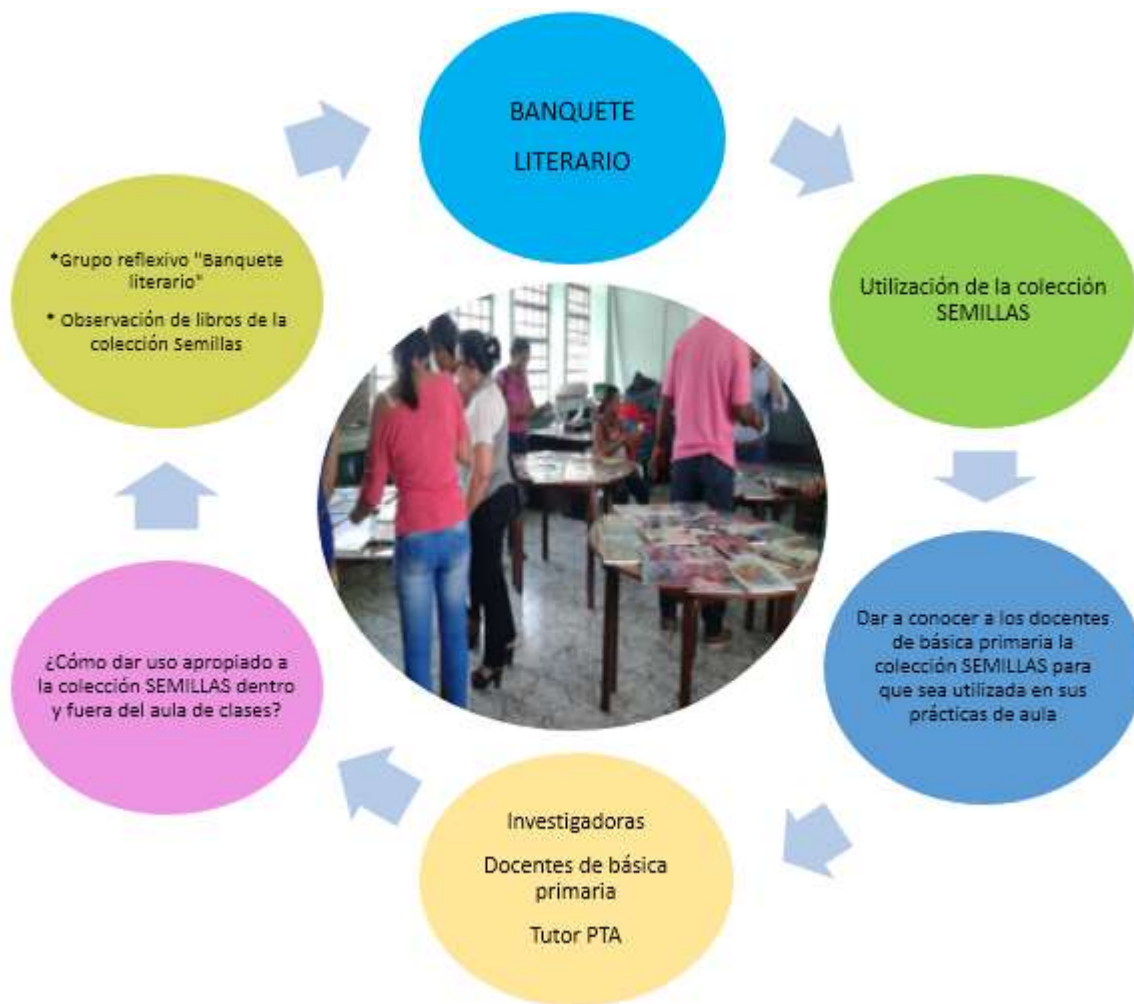 BANQUETE
LITERARIO
Utilización de la colección
SEMILLAS
Dar a conocer a los docentes
de básica primaria la
colección SEMILLAS para
que sea utilizada en sus
prácticas de aula
Investigadoras
Docentes de básica
primaria
Tutor PTA
¿Cómo dar uso apropiado a
la colección SEMILLAS dentro
y fuera del aula de clases?
*Grupo reflexivo "Banquete
literario"
* Observación de libros de la
colección Semillas